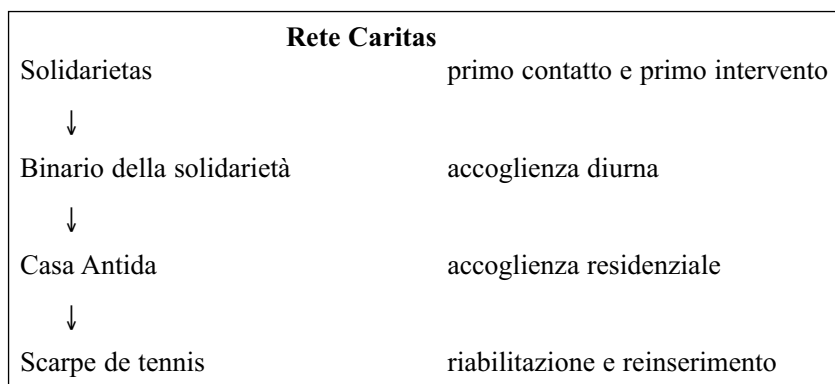 Rete Caritas
Solidarietas primo contatto e primo intervento
↓
Binario della solidarietà accoglienza diurna
↓
Casa Antida accoglienza residenziale
↓
Scarpe de tennis riabilitazione e reinserimento